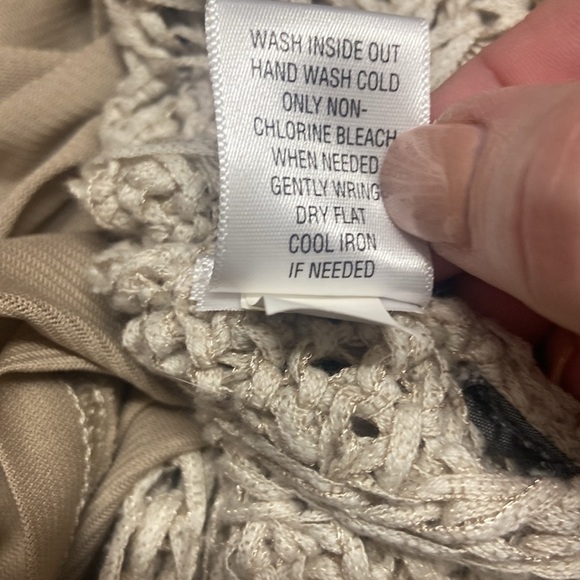 WASH INSIDE OUT
HAND WASH COLD
ONLY NON-
CHLORINE BLEACH
WHEN NEEDED
GENTLY WRING
DRY FLAT
COOL IRON
IF NEEDED